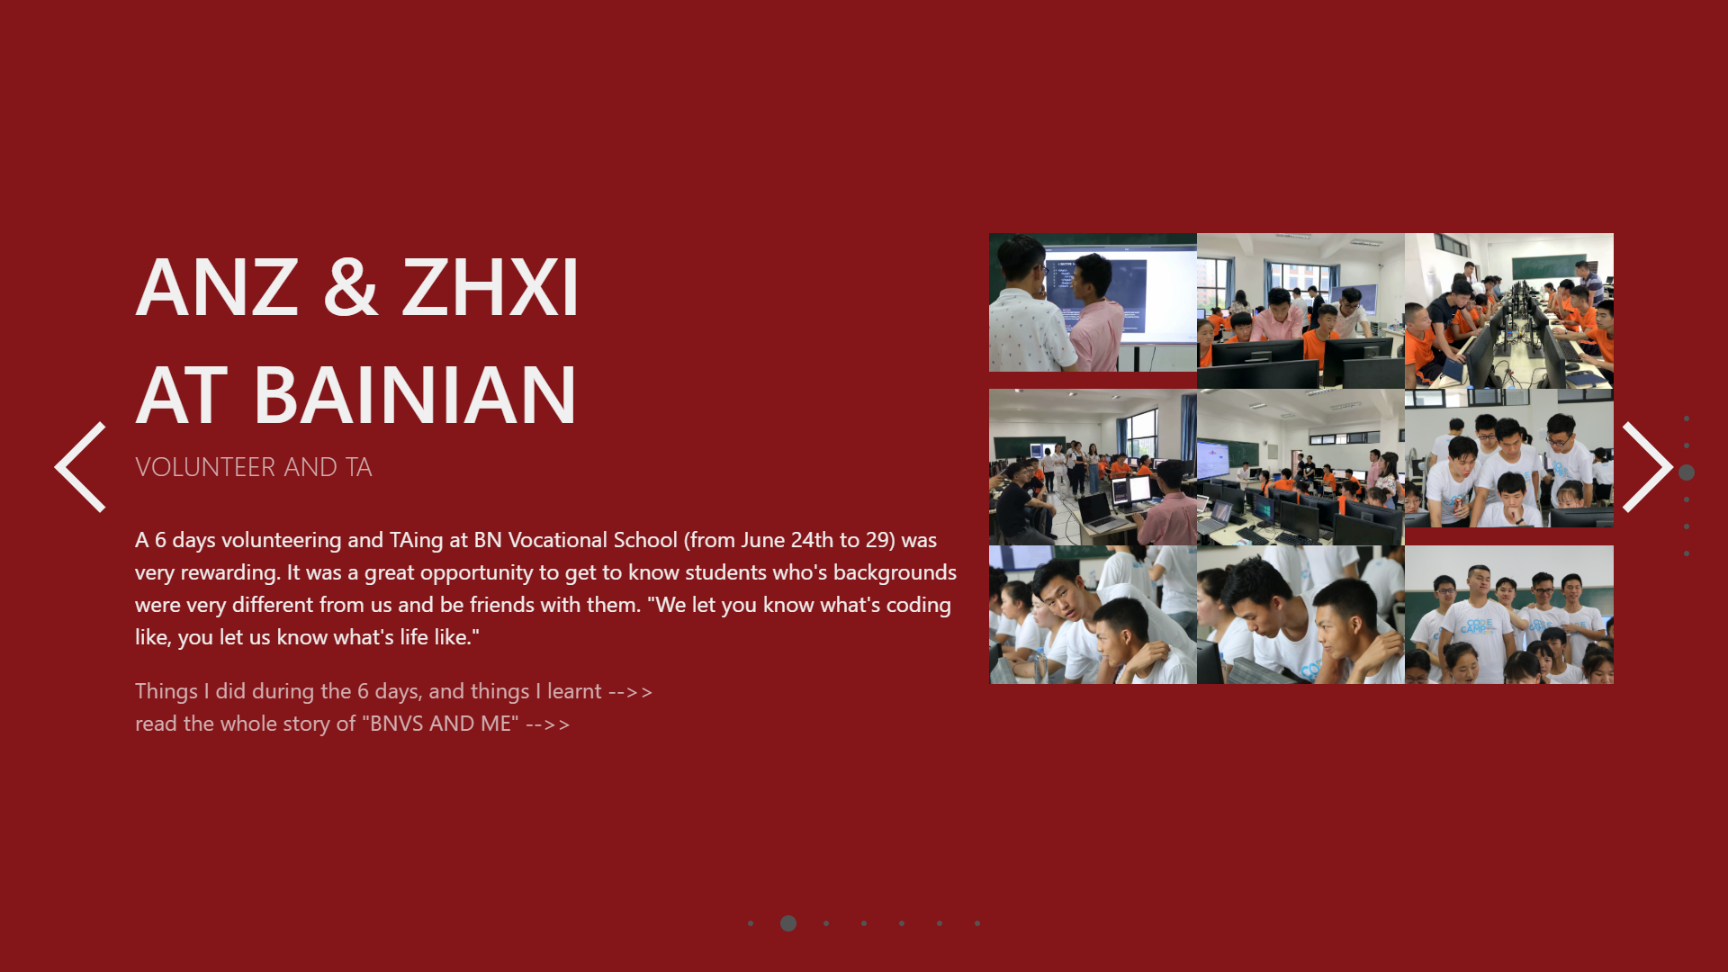 ANZ & ZHXI
AT BAINIAN
VOLUNTEER AND TA
A 6 days volunteering and TAing at BN Vocational School (from June 24th to 29) was
very rewarding. It was a great opportunity to get to know students who's backgrounds
were very different from us and be friends with them. "We let you know what's coding
like, you let us know what's life like."
Things I did during the 6 days, and things I learnt -->>
read the whole story of "BNVS AND ME" -->>
CODE
CAMP